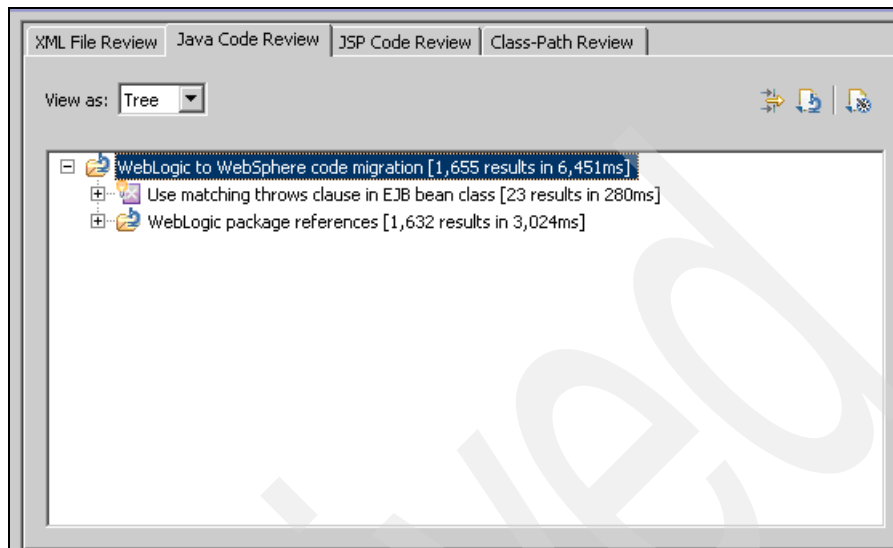 XML File Review Java Code Review JSP Code Review Class-Path Review
View as: Tree
WebLogic to WebSphere code migration [1,655 results in 6,451ms]
Use matching throws clause in EJB bean class [23 results in 280ms]
WebLogic package references [1,632 results in 3,024ms]